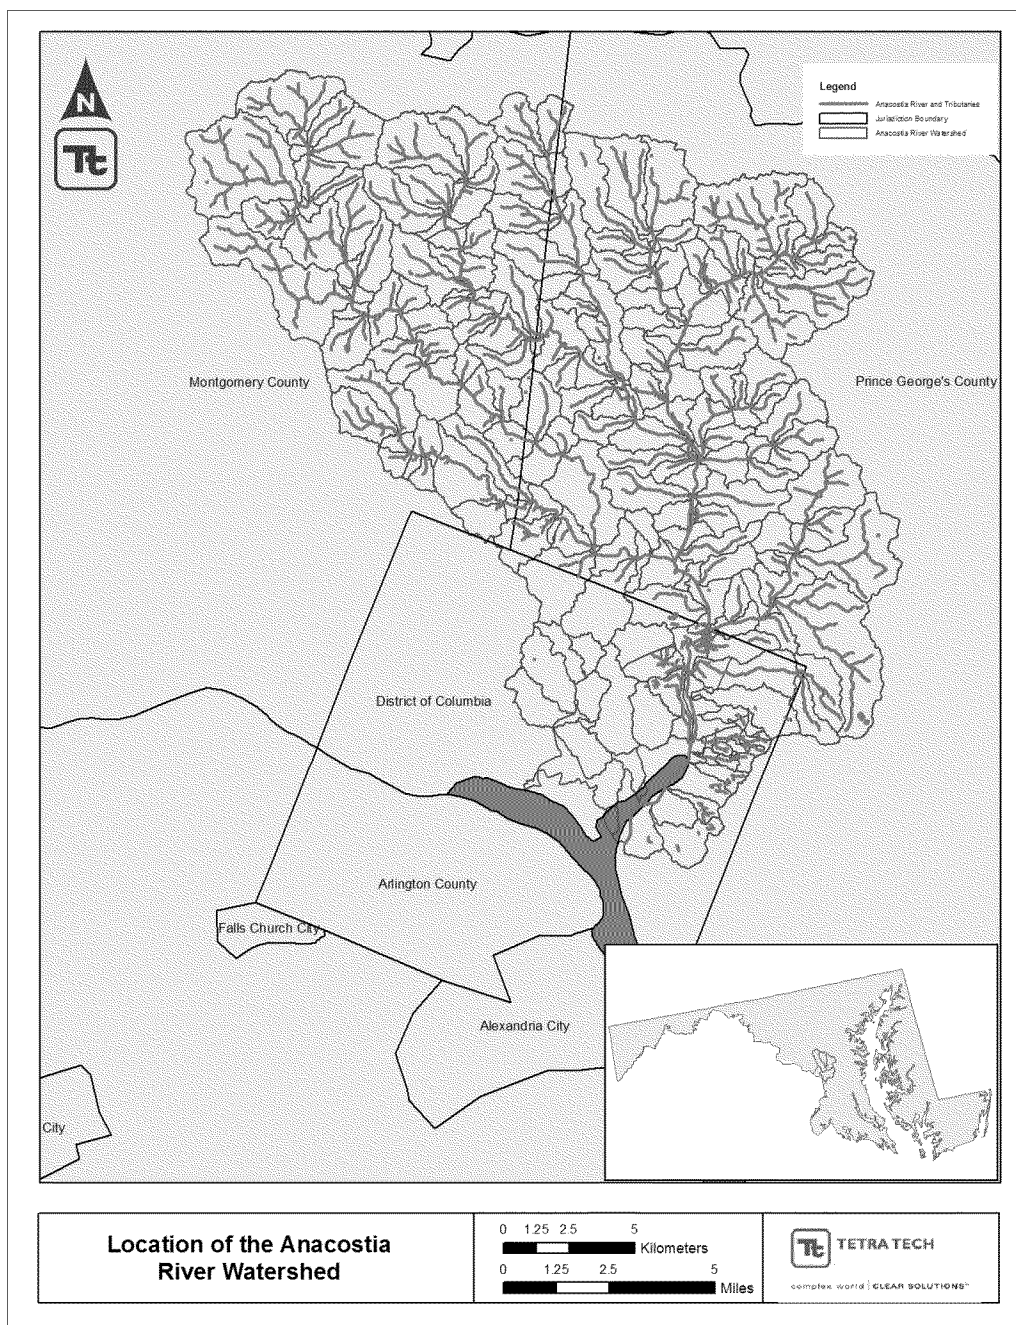 N
Tt
Legend
Anacostia River and Tributaries
Jurisdiction Boundary
Anacostia River Watershed
Montgomery County
Prince George's County
District of Columbia
Arlington County
Falls Church City
Alexandria City
City
Location of the Anacostia
River Watershed
0 1.25 2.5 5
Kilometers
0 1.25 2.5 5
Miles
Tt TETRA TECH
complex world | CLEAR SOLUTIONS™